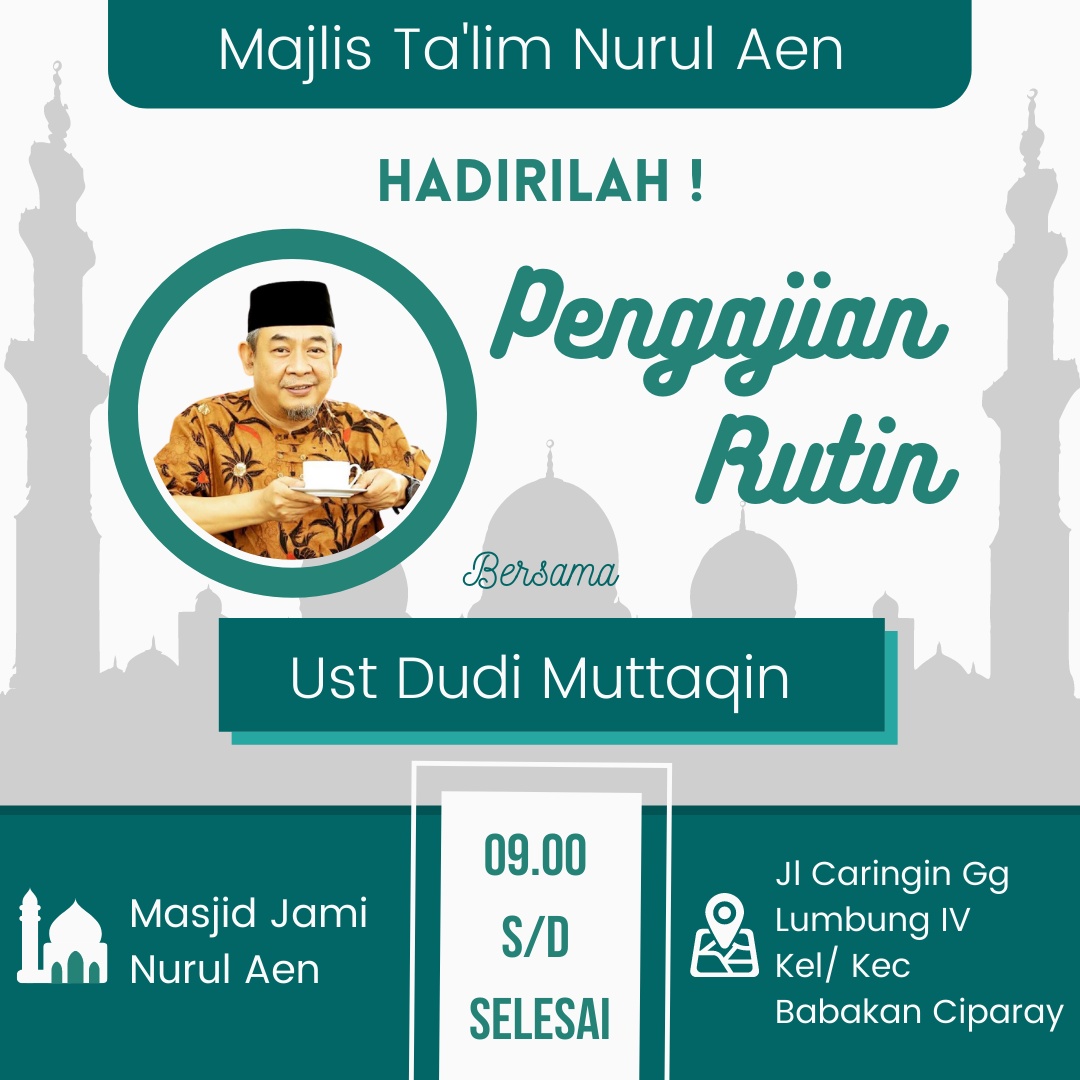 Majlis Ta'lim Nurul Aen
HADIRILAH !
Pengajian
Rutin
Bersama
Ust Dudi Muttaqin
Masjid Jami
Nurul Aen
09.00
S/D
SELESAI
Jl Caringin Gg
Lumbung IV
Kel/ Kec
Babakan Ciparay